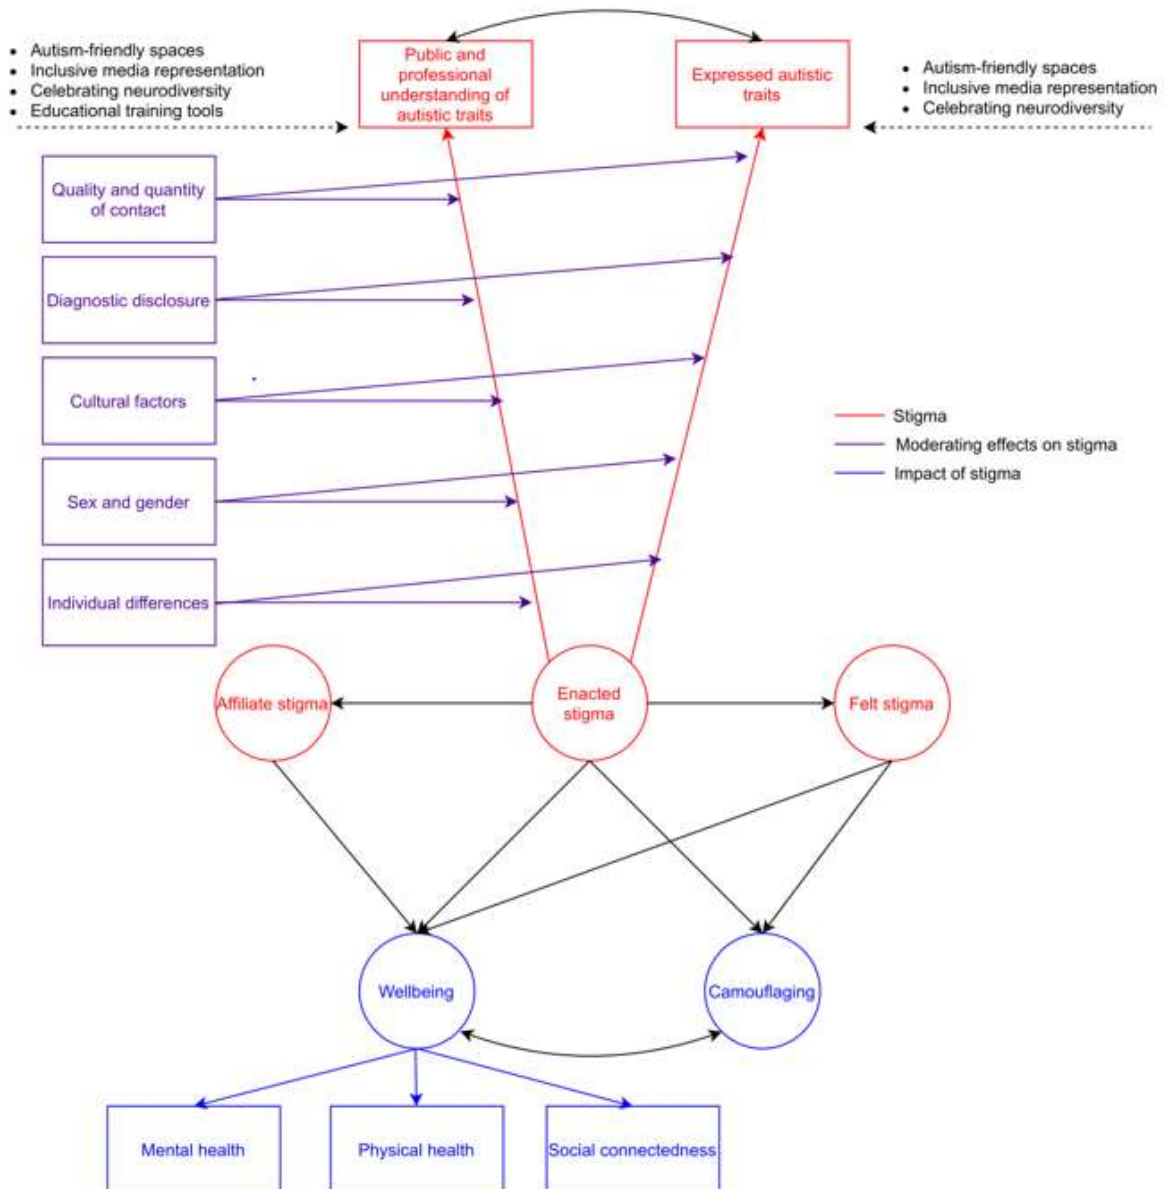 • Autism-friendly spaces
• Inclusive media representation
• Celebrating neurodiversity
• Educational training tools
Public and
professional
understanding of
autistic traits
Expressed autistic
traits
• Autism-friendly spaces
• Inclusive media representation
• Celebrating neurodiversity
Quality and quantity
of contact
Diagnostic disclosure
Cultural factors
Sex and gender
Individual differences
Stigma
Moderating effects on stigma
Impact of stigma
Affiliate stigma
Enacted
stigma
Felt stigma
Wellbeing
Camouflaging
Mental health
Physical health
Social connectedness